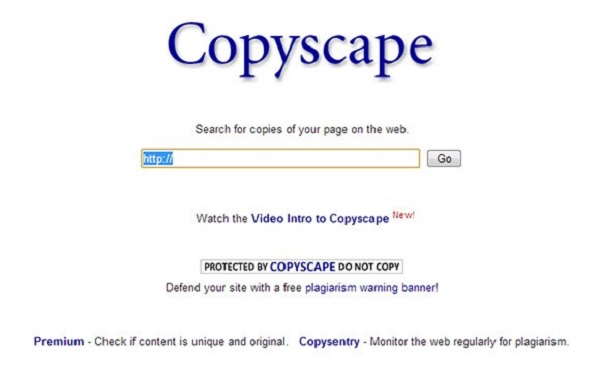 Copyscape
Search for copies of your page on the web.
http://
Go
Watch the Video Intro to Copyscape New!
PROTECTED BY COPYSCAPE DO NOT COPY
Defend your site with a free plagiarism warning banner!
Premium - Check if content is unique and original. Copysentry - Monitor the web regularly for plagiarism.